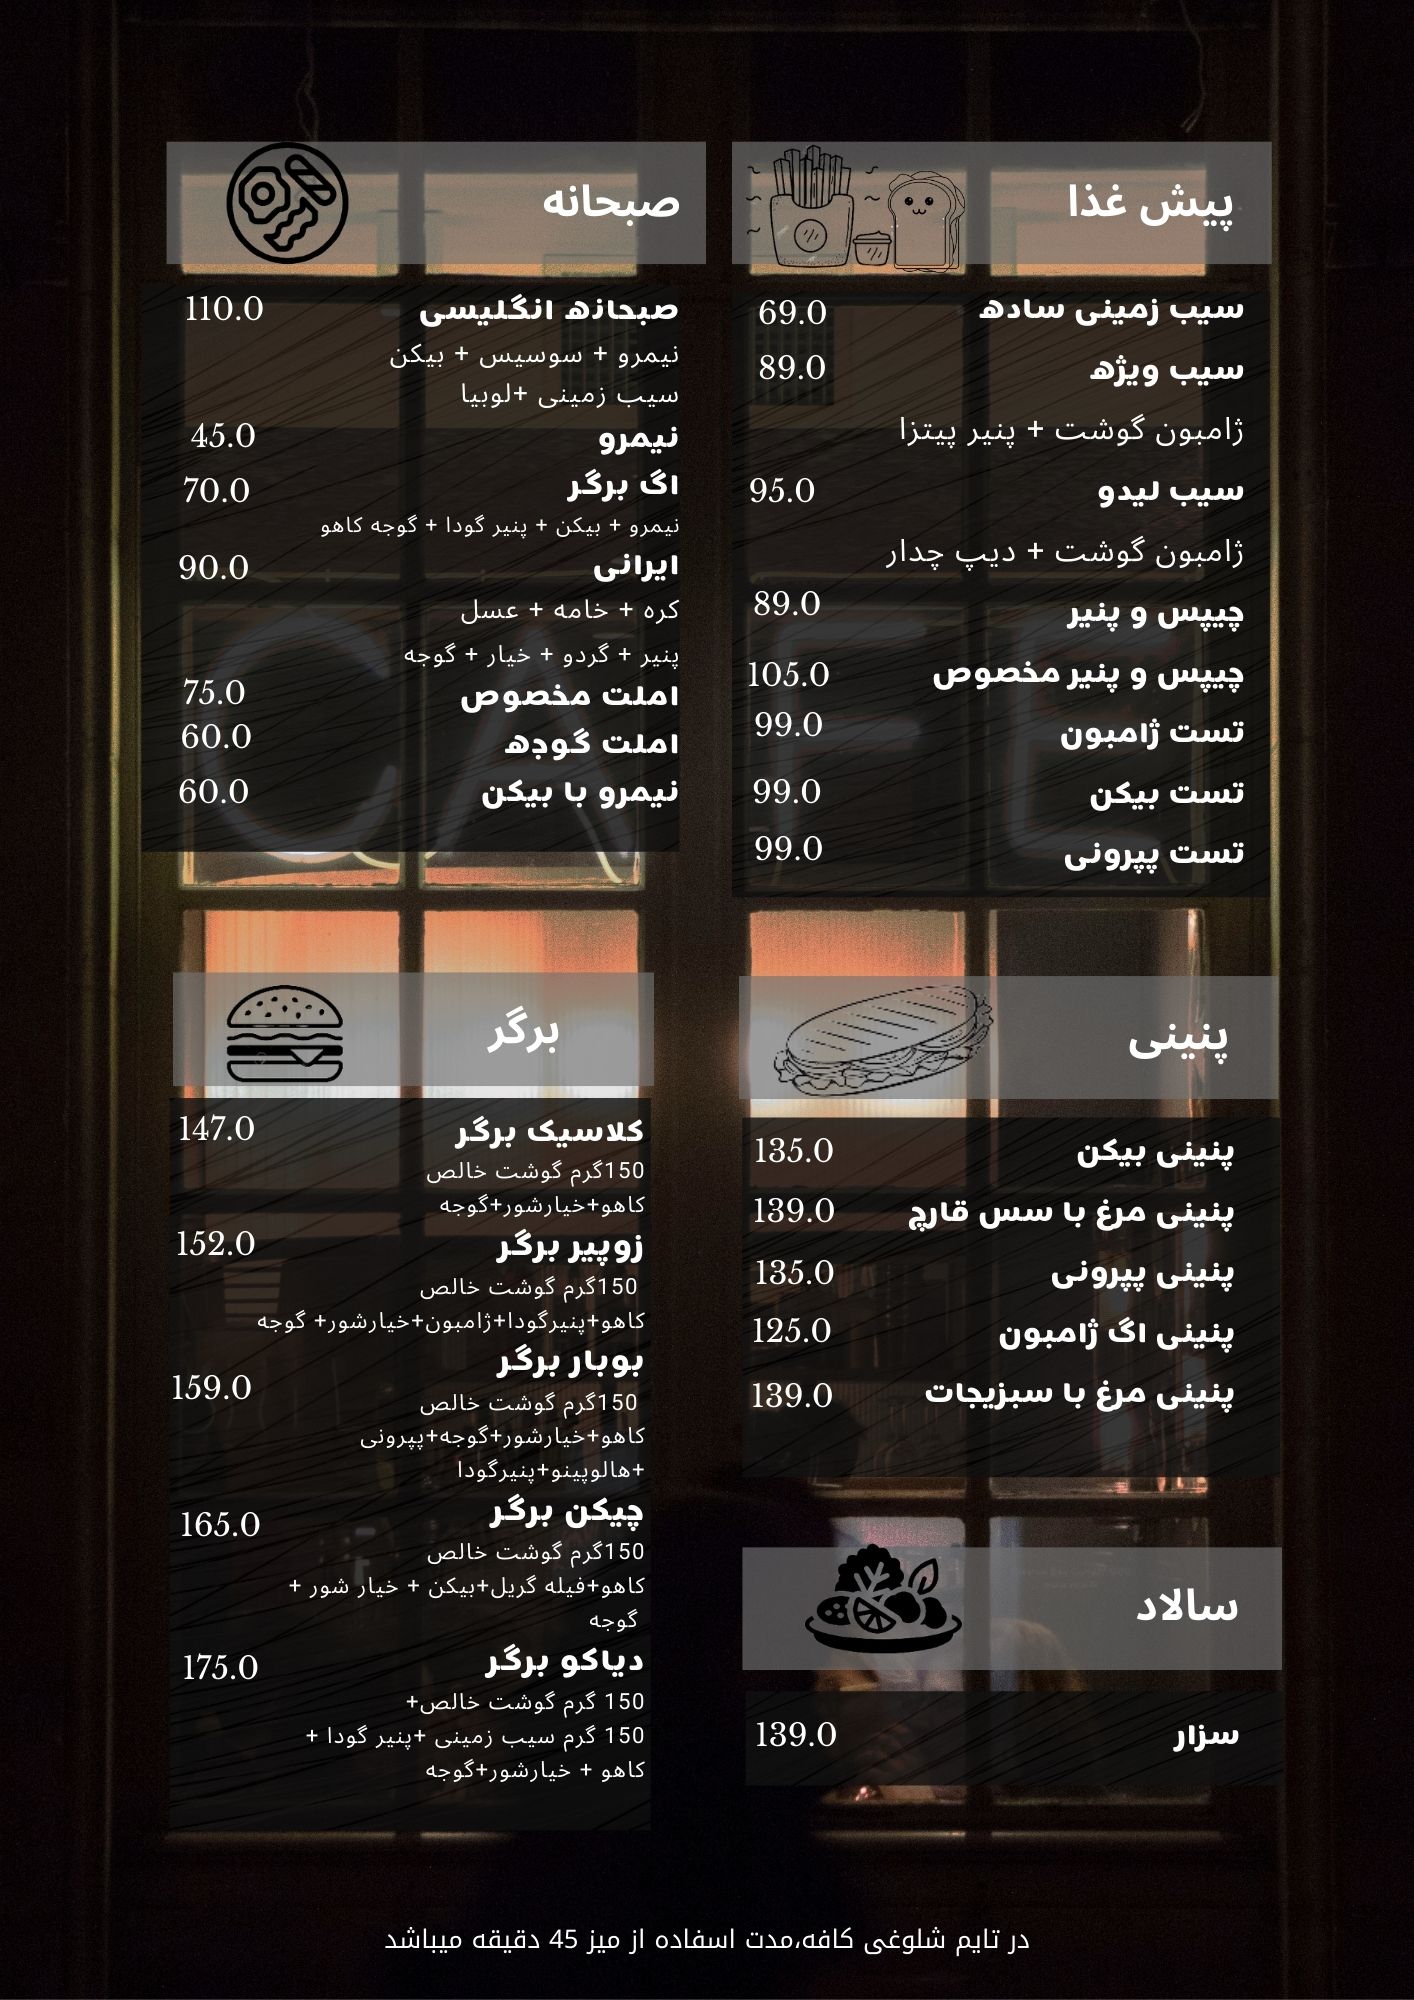 پیش غذا
سیب زمینی ساده 69.0
سیب ویژه 89.0
ژامبون گوشت + پنیر پیتزا
سیب لیدو 95.0
ژامبون گوشت + دیپ چدار
چیپس و پنیر 89.0
چیپس و پنیر مخصوص 105.0
تست ژامبون 99.0
تست بیکن 99.0
تست پپرونی 99.0
صبحانه
صبحانه انگلیسی 110.0
نیمرو + سوسیس + بیکن
سیب زمینی +لوبیا
نیمرو 45.0
اگ برگر 70.0
نیمرو + بیکن + پنیر گودا + گوجه کاهو
ایرانی 90.0
کره + خامه + عسل
پنیر + گردو + خیار + گوجه
املت مخصوص 75.0
املت گوجه 60.0
نیمرو با بیکن 60.0
پنینی
پنینی بیکن 135.0
پنینی مرغ با سس قارچ 139.0
پنینی پپرونی 135.0
پنینی اگ ژامبون 125.0
پنینی مرغ با سبزیجات 139.0
برگر
کلاسیک برگر 147.0
150گرم گوشت خالص
کاهو+خیارشور+گوجه
زوپیر برگر 152.0
150گرم گوشت خالص
کاهو+پنیرگودا+ژامبون+خیارشور+ گوجه
بوبار برگر 159.0
150گرم گوشت خالص
کاهو+خیارشور+گوجه+پپرونی
+هالوپینو+پنیرگودا
چیکن برگر 165.0
150گرم گوشت خالص
کاهو+فیله گریل+بیکن + خیار شور +
گوجه
دیاکو برگر 175.0
150 گرم گوشت خالص+
150 گرم سیب زمینی +پنیر گودا +
کاهو + خیارشور+گوجه
سالاد
سزار 139.0
در تایم شلوغی کافه،مدت اسفاده از میز 45 دقیقه میباشد
CAFE